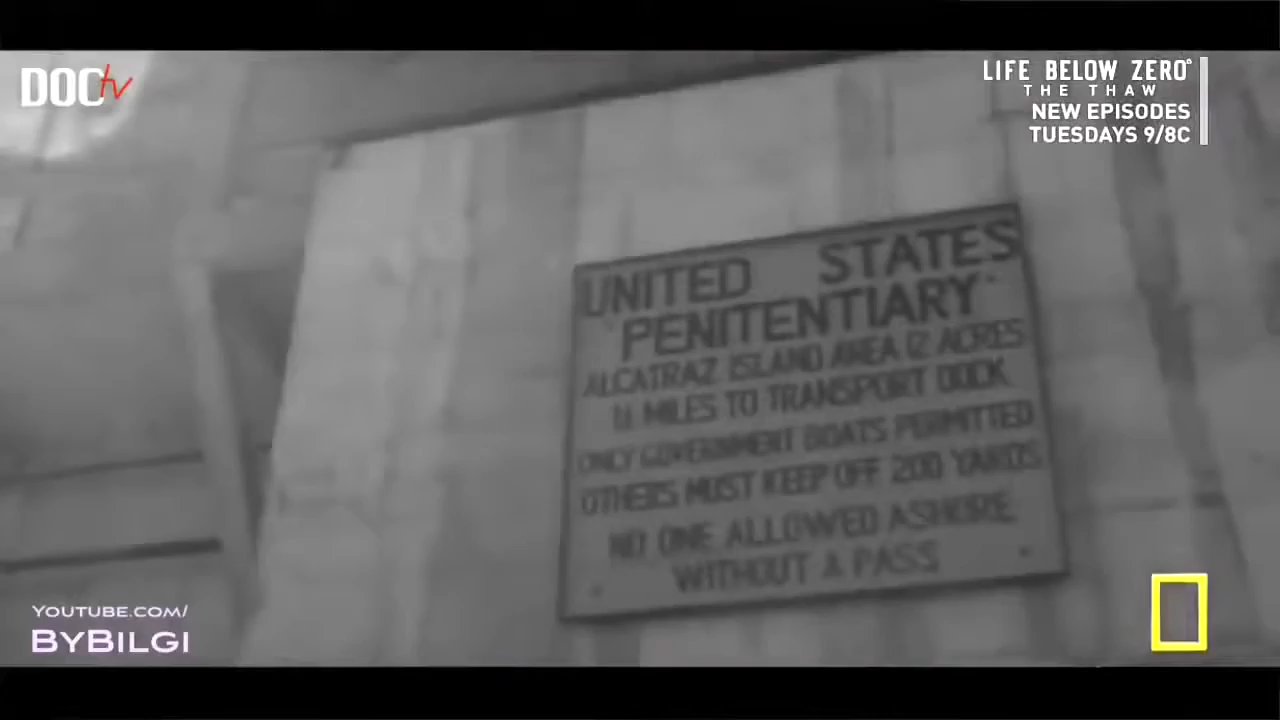 DOCtv
LIFE BELOW ZERO°
THE THAW
NEW EPISODES
TUESDAYS 9/8C
UNITED STATES
PENITENTIARY
ALCATRAZ ISLAND AREA 12 ACRES
MILES TO TRANSPORT DOCK
ONLY GOVERNMENT BOATS PERMITTED
OTHERS MUST KEEP OFF 200 YARDS
NO ONE ALLOWED ASHORE
WITHOUT A PASS
YOUTUBE.COM/
BYBILGI